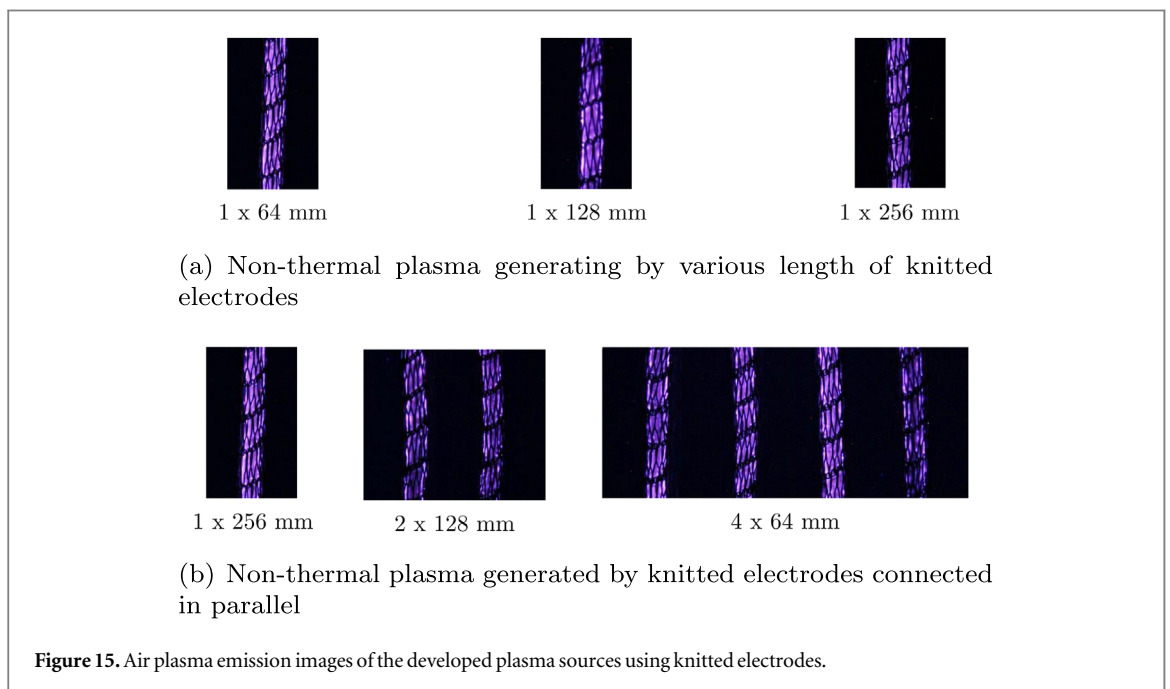 1 x 64 mm
1 x 128 mm
1 x 256 mm
(a) Non-thermal plasma generating by various length of knitted
electrodes
1 x 256 mm
2 x 128 mm
4 x 64 mm
(b) Non-thermal plasma generated by knitted electrodes connected
in parallel
Figure 15. Air plasma emission images of the developed plasma sources using knitted electrodes.